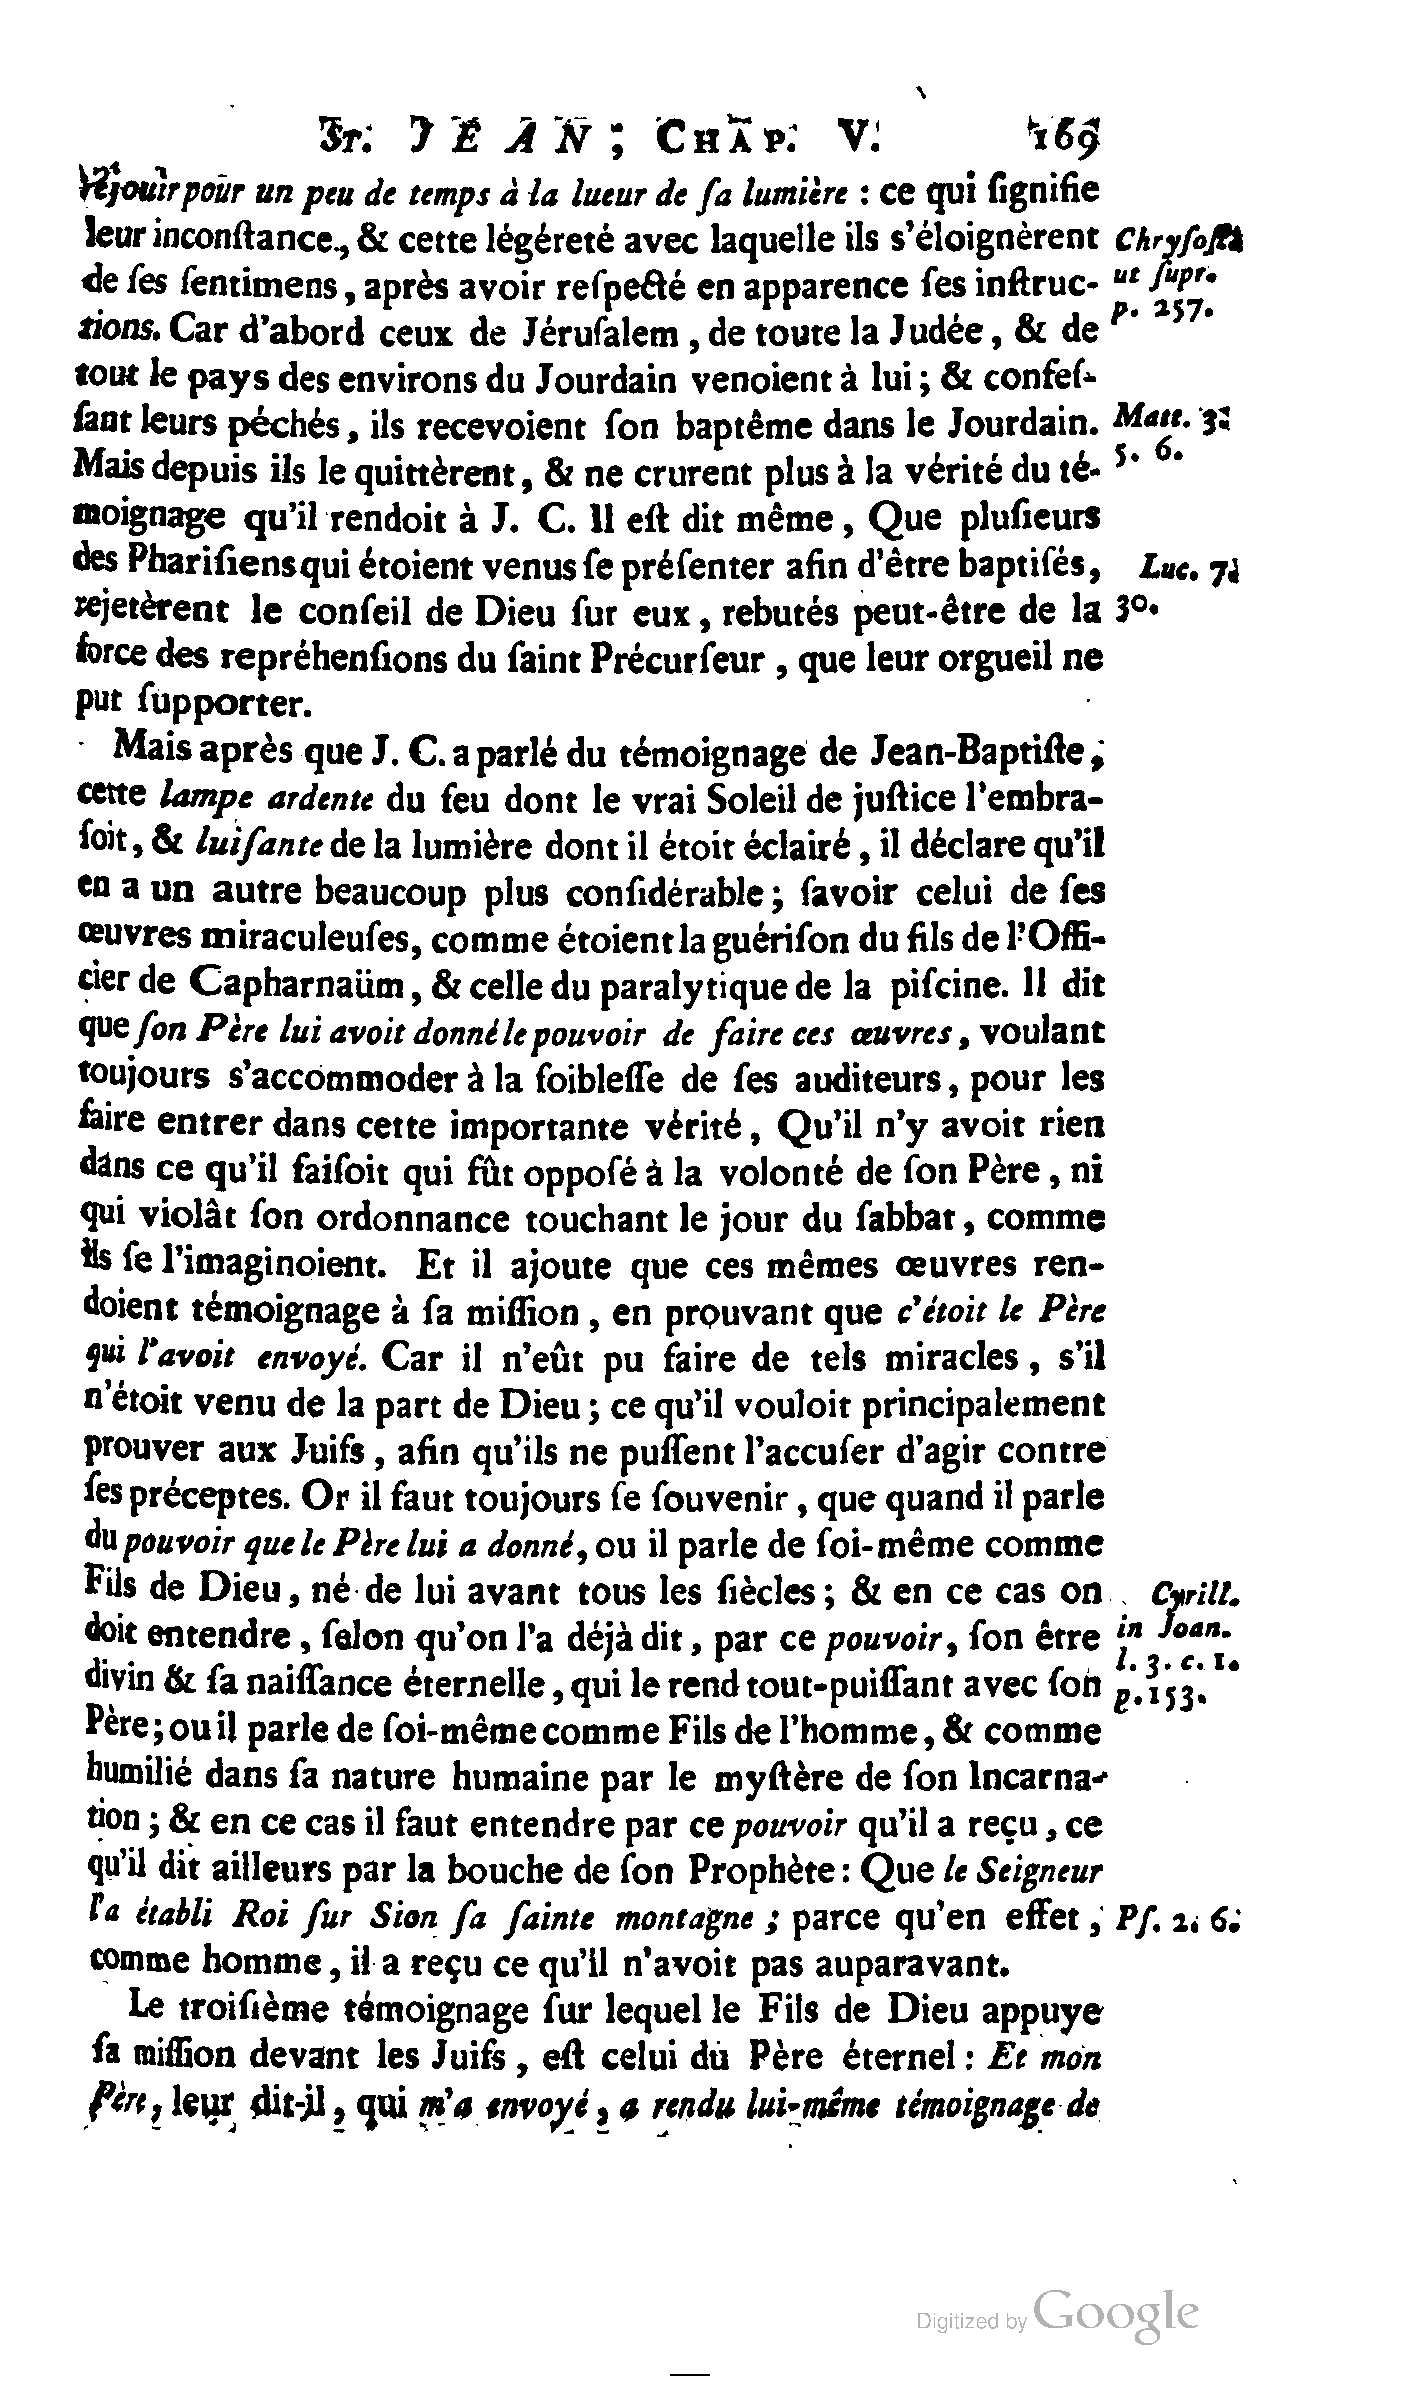 ST. JEAN, CHAP. V. 169
réjouir pour un peu de temps à la lueur de ſa lumière : ce qui ſignifie
leur inconſtance, & cette légéreté avec laquelle ils s'éloignèrent
de ſes ſentimens, après avoir reſpecté en apparence ſes inſtruc-
tions. Car d'abord ceux de Jéruſalem, de toute la Judée, & de
tout le pays des environs du Jourdain venoient à lui; & confeſ-
ſant leurs péchés, ils recevoient ſon baptême dans le Jourdain.
Mais depuis ils le quittèrent, & ne crurent plus à la vérité du té-
moignage qu'il rendoit à J. C. Il eſt dit même, Que pluſieurs
des Phariſiens qui étoient venus ſe préſenter afin d'être baptiſés,
rejetèrent le conſeil de Dieu ſur eux, rebutés peut-être de la
force des repréhenſions du ſaint Précurſeur, que leur orgueil ne
put ſupporter.
Mais après que J. C. a parlé du témoignage de Jean-Baptiſte,
cette lampe ardente du feu dont le vrai Soleil de juſtice l'embra-
ſoit, & luiſante de la lumière dont il étoit éclairé, il déclare qu'il
en a un autre beaucoup plus conſidérable; ſavoir celui de ſes
œuvres miraculeuſes, comme étoient la guériſon du fils de l'Offi-
cier de Capharnaüm, & celle du paralytique de la piſcine. Il dit
que ſon Père lui avoit donné le pouvoir de faire ces œuvres, voulant
toujours s'accommoder à la foibleſſe de ſes auditeurs, pour les
faire entrer dans cette importante vérité, Qu'il n'y avoit rien
dans ce qu'il faiſoit qui fût oppoſé à la volonté de ſon Père, ni
qui violât ſon ordonnance touchant le jour du ſabbat, comme
ils ſe l'imaginoient. Et il ajoute que ces mêmes œuvres ren-
doient témoignage à ſa miſſion, en prouvant que c'étoit le Père
qui l'avoit envoyé. Car il n'eût pu faire de tels miracles, s'il
n'étoit venu de la part de Dieu; ce qu'il vouloit principalement
prouver aux Juifs, afin qu'ils ne puſſent l'accuſer d'agir contre
ſes préceptes. Or il faut toujours ſe ſouvenir, que quand il parle
du pouvoir que le Père lui a donné, ou il parle de ſoi-même comme
Fils de Dieu, né de lui avant tous les ſiècles; & en ce cas on
doit entendre, ſelon qu'on l'a déjà dit, par ce pouvoir, ſon être
divin & ſa naiſſance éternelle, qui le rend tout-puiſſant avec ſon
Père; ou il parle de ſoi-même comme Fils de l'homme, & comme
humilié dans ſa nature humaine par le myſtère de ſon Incarna-
tion; & en ce cas il faut entendre par ce pouvoir qu'il a reçu, ce
qu'il dit ailleurs par la bouche de ſon Prophète: Que le Seigneur
l'a établi Roi ſur Sion ſa ſainte montagne; parce qu'en effet,
comme homme, il a reçu ce qu'il n'avoit pas auparavant.
Le troiſième témoignage ſur lequel le Fils de Dieu appuye
ſa miſſion devant les Juifs, eſt celui du Père éternel: Et mon
Père, leur dit-il, qui m'a envoyé, a rendu lui-même témoignage de
Chryſoſt.
ut ſupr.
p. 257.
Matt. 3.
5. 6.
Luc. 7.
30.
Cyrill.
in Joan.
l. 3. c. 1.
p. 153.
Pſ. 2. 6.
Digitized by Google